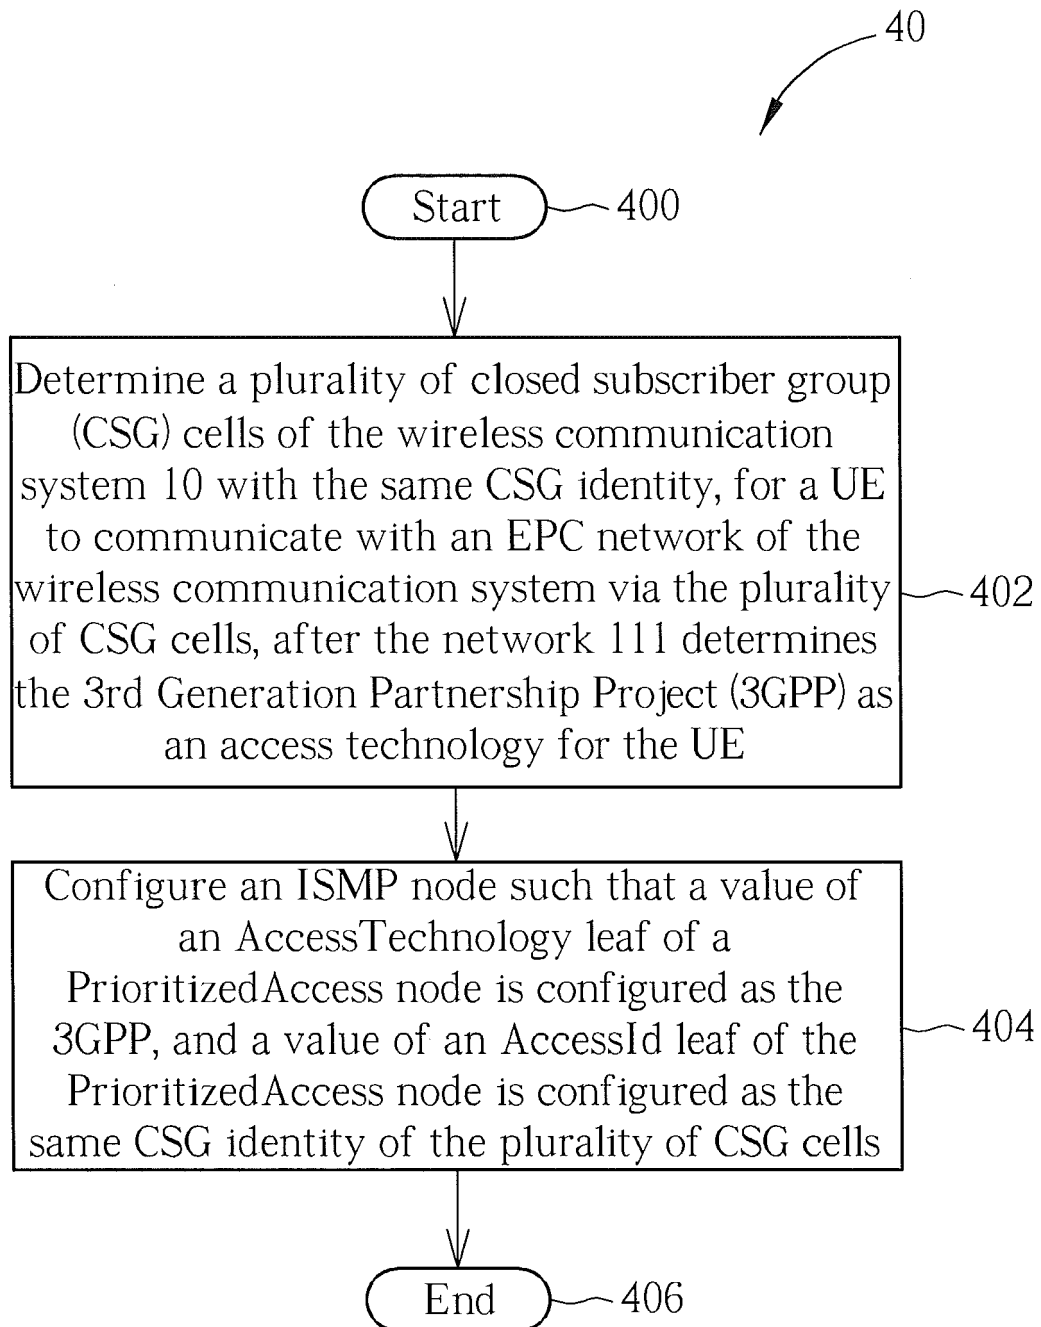 40
Start
400
Determine a plurality of closed subscriber group
(CSG) cells of the wireless communication
system 10 with the same CSG identity, for a UE
to communicate with an EPC network of the
wireless communication system via the plurality
of CSG cells, after the network 111 determines
the 3rd Generation Partnership Project (3GPP) as
an access technology for the UE
402
Configure an ISMP node such that a value of
an AccessTechnology leaf of a
PrioritizedAccess node is configured as the
3GPP, and a value of an AccessId leaf of the
PrioritizedAccess node is configured as the
same CSG identity of the plurality of CSG cells
404
End
406